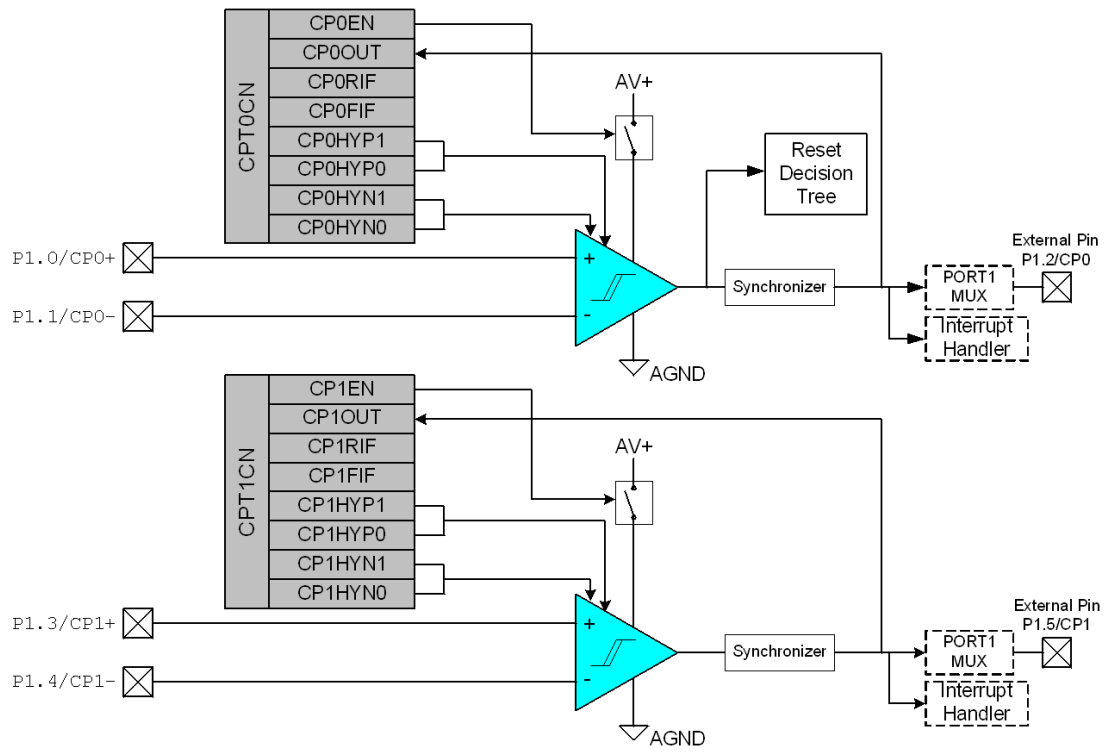 CPT0CN
CP0EN
CP0OUT
CP0RIF
CP0FIF
CP0HYP1
CP0HYP0
CP0HYN1
CP0HYN0
AV+
Reset
Decision
Tree
P1.0/CP0+
+
P1.1/CP0-
-
Synchronizer
External Pin
P1.2/CP0
PORT1
MUX
Interrupt
Handler
AGND
CPT1CN
CP1EN
CP1OUT
CP1RIF
CP1FIF
CP1HYP1
CP1HYP0
CP1HYN1
CP1HYN0
AV+
P1.3/CP1+
+
P1.4/CP1-
-
Synchronizer
External Pin
P1.5/CP1
PORT1
MUX
Interrupt
Handler
AGND